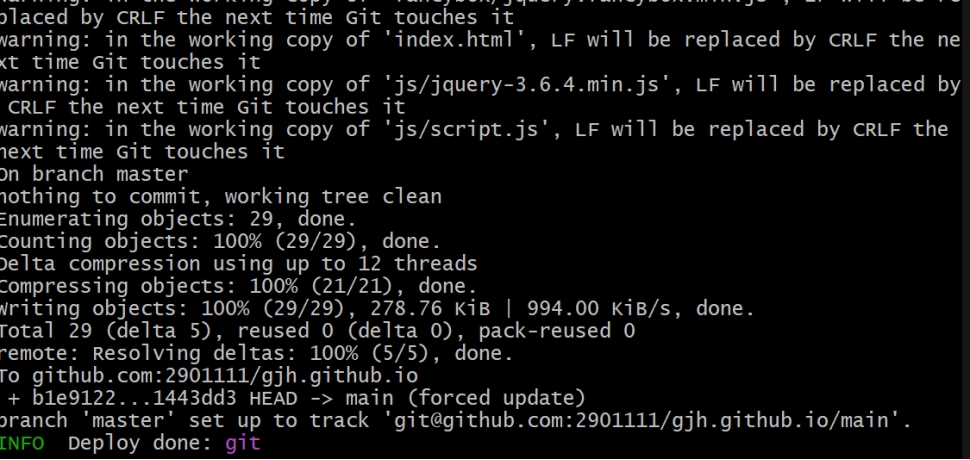 placed by CRLF the next time Git touches it
warning: in the working copy of 'index.html', LF will be replaced by CRLF the ne
xt time Git touches it
warning: in the working copy of 'js/jquery-3.6.4.min.js', LF will be replaced by
 CRLF the next time Git touches it
warning: in the working copy of 'js/script.js', LF will be replaced by CRLF the
next time Git touches it
On branch master
nothing to commit, working tree clean
Enumerating objects: 29, done.
Counting objects: 100% (29/29), done.
Delta compression using up to 12 threads
Compressing objects: 100% (21/21), done.
Writing objects: 100% (29/29), 278.76 KiB | 994.00 KiB/s, done.
Total 29 (delta 5), reused 0 (delta 0), pack-reused 0
remote: Resolving deltas: 100% (5/5), done.
To github.com:2901111/gjh.github.io
 + b1e9122...1443dd3 HEAD -> main (forced update)
branch 'master' set up to track 'git@github.com:2901111/gjh.github.io/main'.
INFO  Deploy done: git